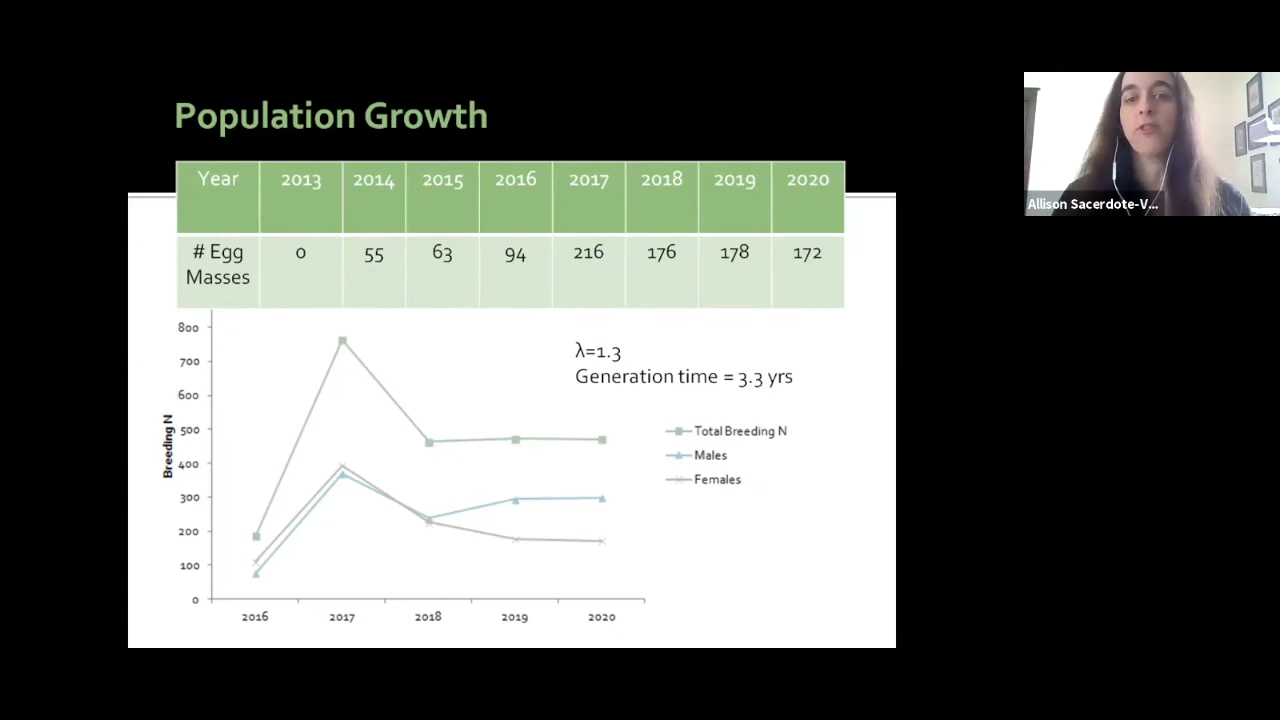 Population Growth
Year 2013 2014 2015 2016 2017 2018 2019 2020
# Egg Masses 0 55 63 94 216 176 178 172
800
700
600
500
400
300
200
100
0
Breeding N
2016 2017 2018 2019 2020
λ=1.3
Generation time = 3.3 yrs
Total Breeding N
Males
Females
Allison Sacerdote-V...